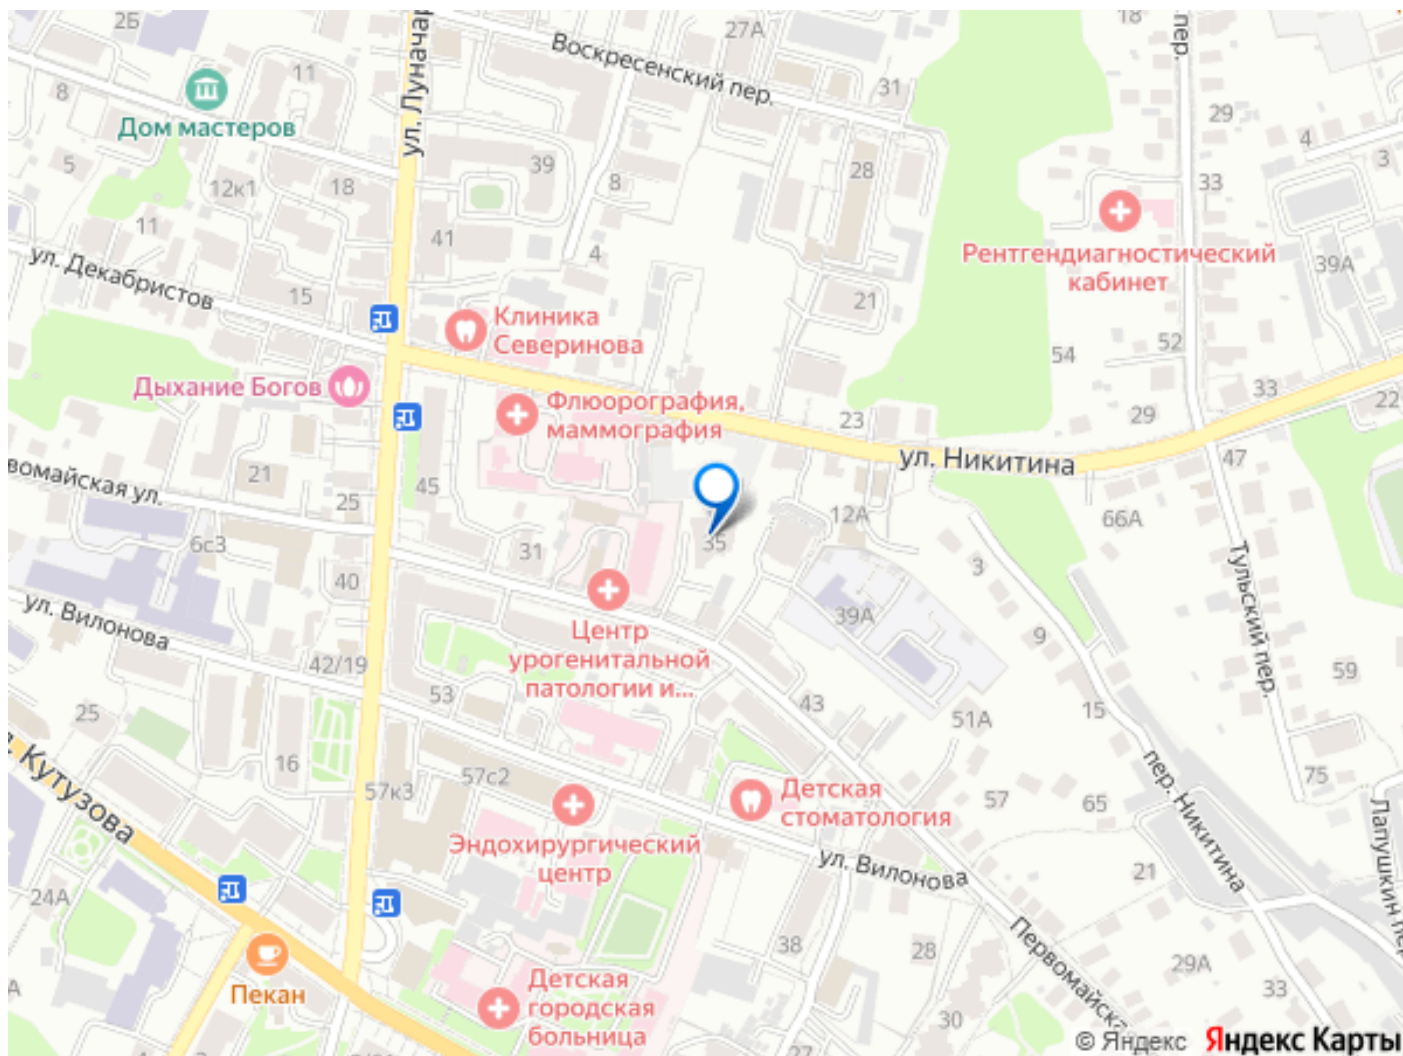 2Б
27А
18
пер.
ул. Луначар
Воскресенский пер.
11
8
Дом мастеров
31
29
4
3
5
12к1
18
39
8
28
33
11
41
4
Рентгендиагностический
кабинет
39А
ул. Декабристов
15
21
Клиника
Северинова
52
54
Дыхание Богов
33
Флюорография,
маммография
23
29
22
ул. Никитина
вомайская ул.
21
45
25
47
12А
66А
6с3
31
35
3
Тульский пер.
40
ул. Вилонова
39А
9
Центр
урогенитальной
патологии и...
42/19
59
53
43
51А
15
25
16
57с2
57к3
75
Кутузова
Детская
стоматология
57
65
пер. Никитина
Лапушкин пер
Эндохирургический
центр
ул. Вилонова
21
24А
38
28
Первомайска
29А
Пекан
Детская
городская
больница
33
30
27
© Яндекс Яндекс Карты